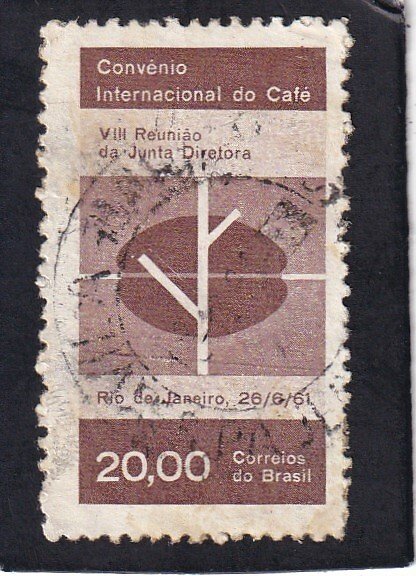 Convênio
Internacional do Café
VIII Reunião
da Junta Diretora
Rio de Janeiro, 26/6/61
20,00 Correios
do Brasil